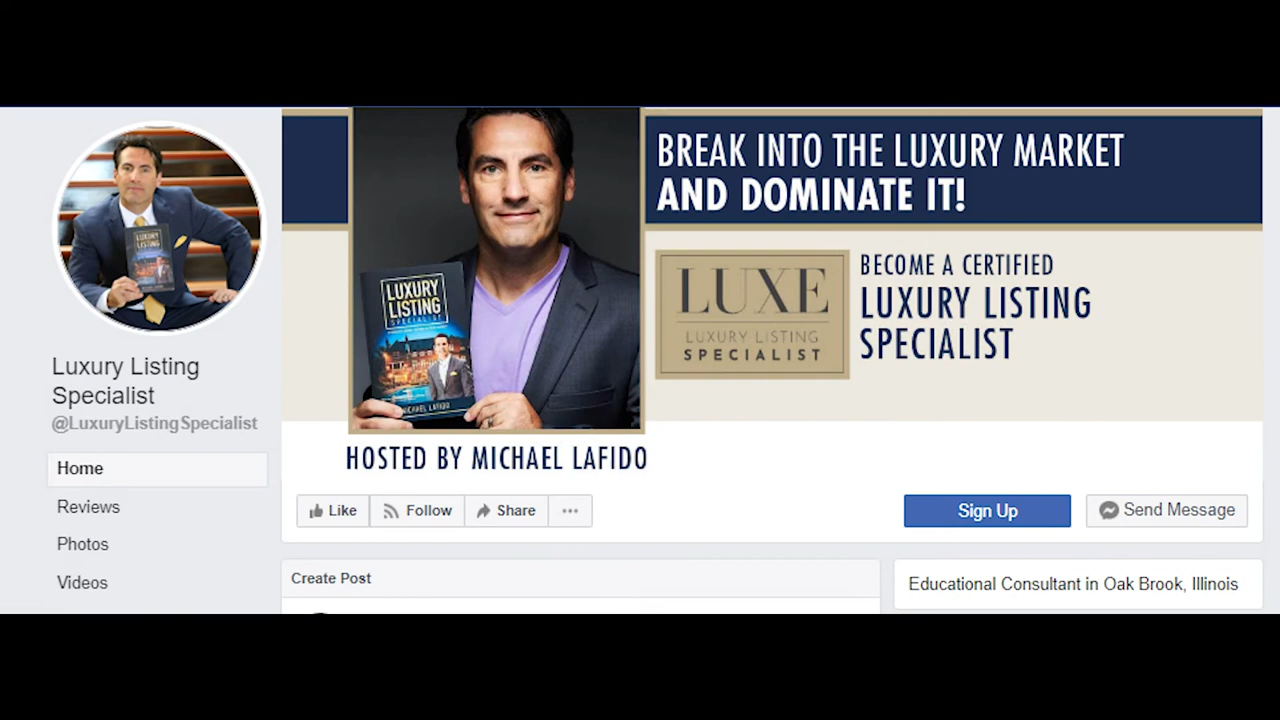 BREAK INTO THE LUXURY MARKET
AND DOMINATE IT!
LUXURY
LISTING
SPECIALIST
MICHAEL LAFIDO
LUXE
LUXURY LISTING
SPECIALIST
BECOME A CERTIFIED
LUXURY LISTING
SPECIALIST
HOSTED BY MICHAEL LAFIDO
LUXURY
LISTING
Luxury Listing
Specialist
@LuxuryListingSpecialist
Home
Reviews
Photos
Videos
Like
Follow
Share
Sign Up
Send Message
Create Post
Educational Consultant in Oak Brook, Illinois